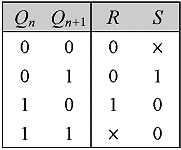 Qn Qn+1 R S
0 0 0 ×
0 1 0 1
1 0 1 0
1 1 × 0